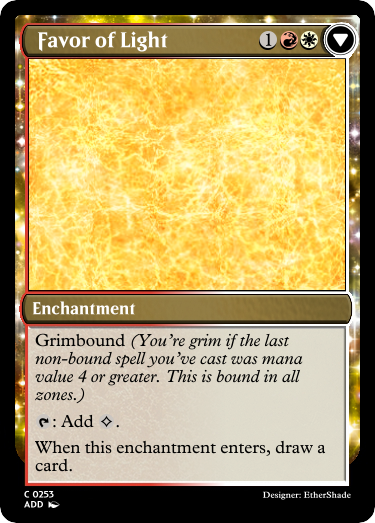 Favor of Light 1
Enchantment
Grimbound (You're grim if the last
non-bound spell you've cast was mana
value 4 or greater. This is bound in all
zones.)
: Add .
When this enchantment enters, draw a
card.
C 0253
ADD
Designer: EtherShade